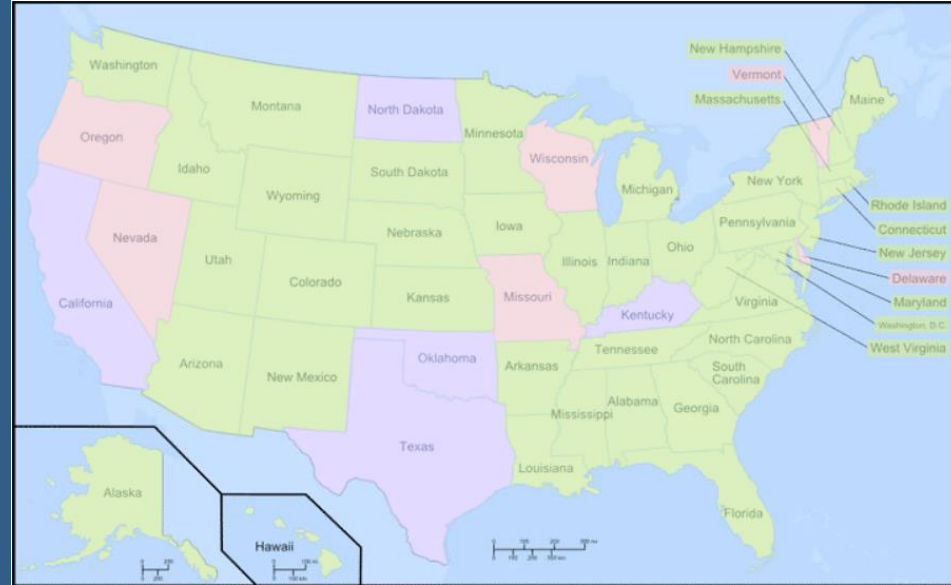 New Hampshire
Vermont
Massachusetts
Washington
Montana
North Dakota
Minnesota
Maine
Oregon
Idaho
South Dakota
Wisconsin
Michigan
New York
Wyoming
Rhode Island
Nevada
Nebraska
Iowa
Pennsylvania
Connecticut
Utah
Colorado
Illinois
Indiana
Ohio
New Jersey
California
Kansas
Missouri
Kentucky
Virginia
Delaware
Maryland
Washington, D.C.
West Virginia
Arizona
New Mexico
Oklahoma
Arkansas
Tennessee
North Carolina
South
Carolina
Texas
Mississippi
Alabama
Georgia
Louisiana
Florida
Alaska
Hawaii